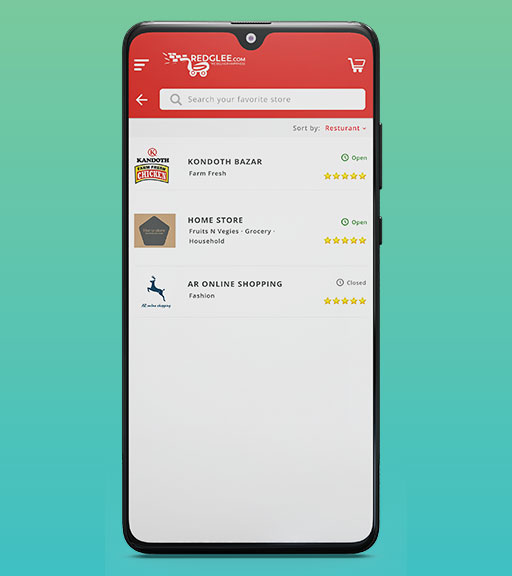 REDGLEE.COM
Search your favorite store
Sort by: Resturant
KANDOTH
FARM FRESH
CHICKEN
KONDOTH BAZAR
Farm Fresh
Open
HOME STORE
Fruits N Vegies · Grocery ·
Household
Open
AR ONLINE SHOPPING
Fashion
Closed
AR online shopping